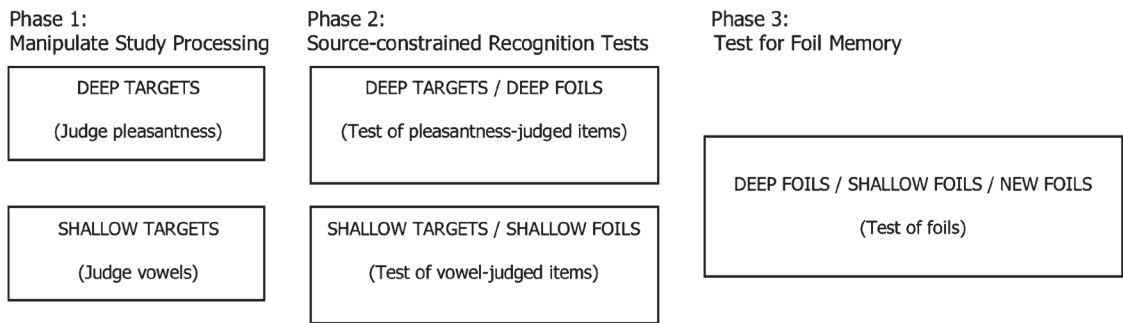 Phase 1:
Manipulate Study Processing
DEEP TARGETS
(Judge pleasantness)
SHALLOW TARGETS
(Judge vowels)
Phase 2:
Source-constrained Recognition Tests
DEEP TARGETS / DEEP FOILS
(Test of pleasantness-judged items)
SHALLOW TARGETS / SHALLOW FOILS
(Test of vowel-judged items)
Phase 3:
Test for Foil Memory
DEEP FOILS / SHALLOW FOILS / NEW FOILS
(Test of foils)